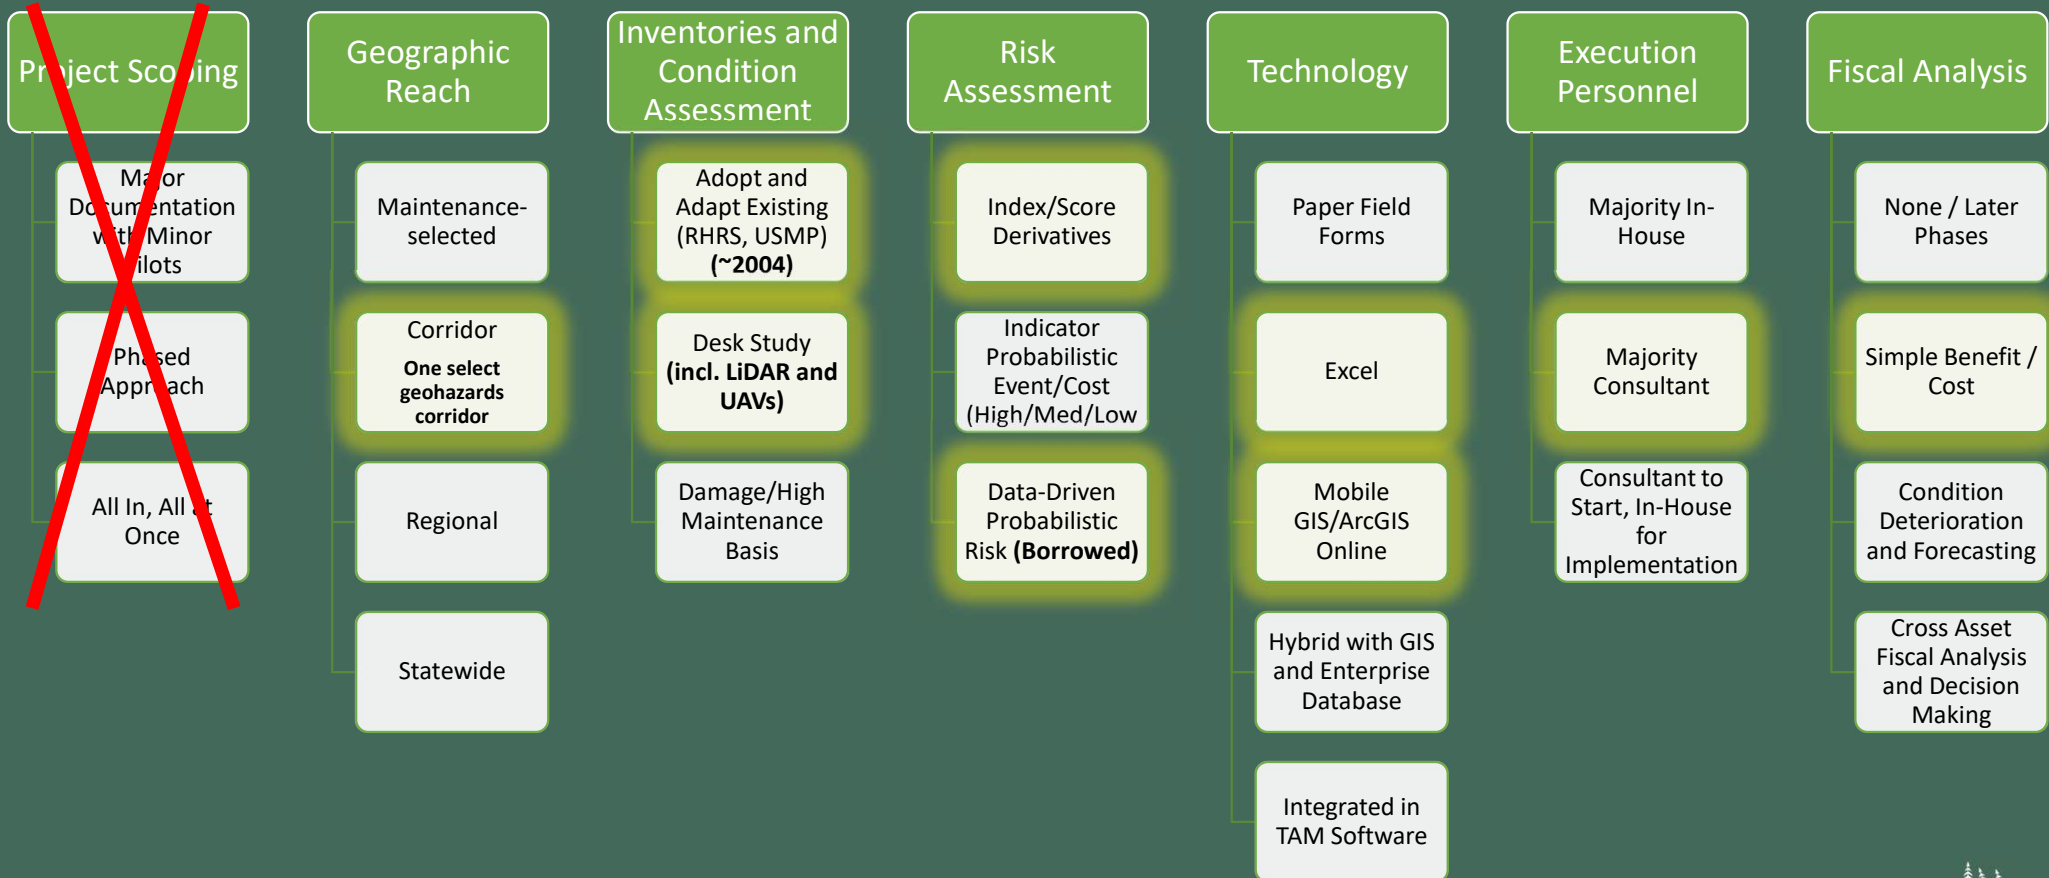 Project Scoping
Major
Documentation
with Minor
Pilots
Phased
Approach
All In, All at
Once
Geographic
Reach
Maintenance-
selected
Corridor
One select
geohazards
corridor
Regional
Statewide
Inventories and
Condition
Assessment
Adopt and
Adapt Existing
(RHRS, USMP)
(~2004)
Desk Study
(incl. LiDAR and
UAVs)
Damage/High
Maintenance
Basis
Risk
Assessment
Index/Score
Derivatives
Indicator
Probabilistic
Event/Cost
(High/Med/Low
Data-Driven
Probabilistic
Risk (Borrowed)
Technology
Paper Field
Forms
Excel
Mobile
GIS/ArcGIS
Online
Hybrid with GIS
and Enterprise
Database
Integrated in
TAM Software
Execution
Personnel
Majority In-
House
Majority
Consultant
Consultant to
Start, In-House
for
Implementation
Fiscal Analysis
None / Later
Phases
Simple Benefit /
Cost
Condition
Deterioration
and Forecasting
Cross Asset
Fiscal Analysis
and Decision
Making